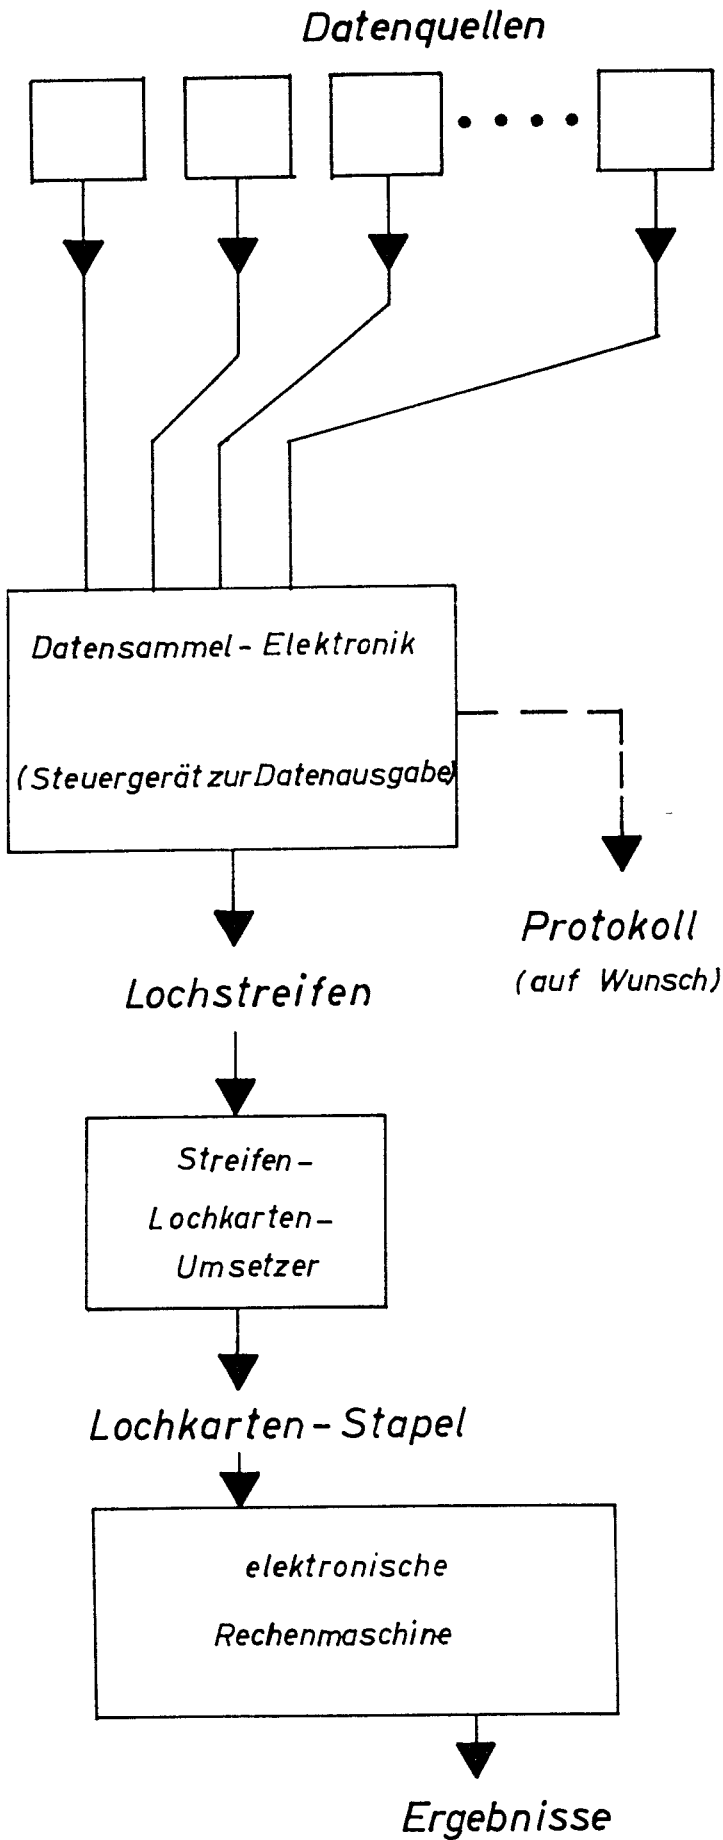 Datenquellen
Datensammel - Elektronik
(Steuergerät zur Datenausgabe)
Protokoll
(auf Wunsch)
Lochstreifen
Streifen -
Lochkarten -
Umsetzer
Lochkarten - Stapel
elektronische
Rechenmaschine
Ergebnisse